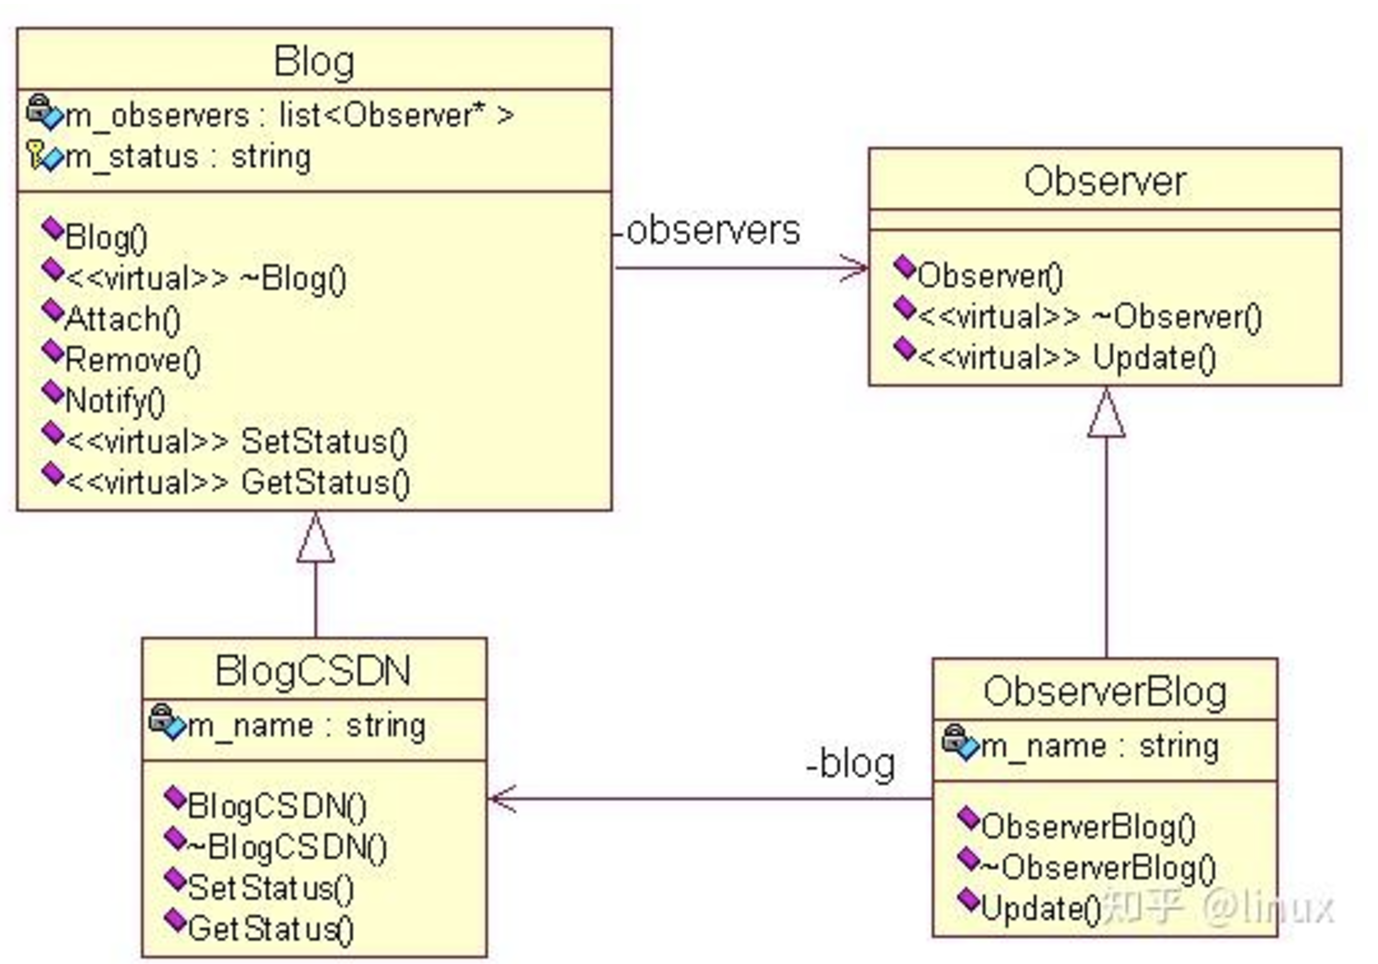 Blog
m_observers : list<Observer* >
m_status : string
Blog()
<<virtual>> ~Blog()
Attach()
Remove()
Notify()
<<virtual>> SetStatus()
<<virtual>> GetStatus()
-observers
Observer
Observer()
<<virtual>> ~Observer()
<<virtual>> Update()
BlogCSDN
m_name : string
BlogCSDN()
~BlogCSDN()
SetStatus()
GetStatus()
-blog
ObserverBlog
m_name : string
ObserverBlog()
~ObserverBlog()
Update()
知乎 @linux